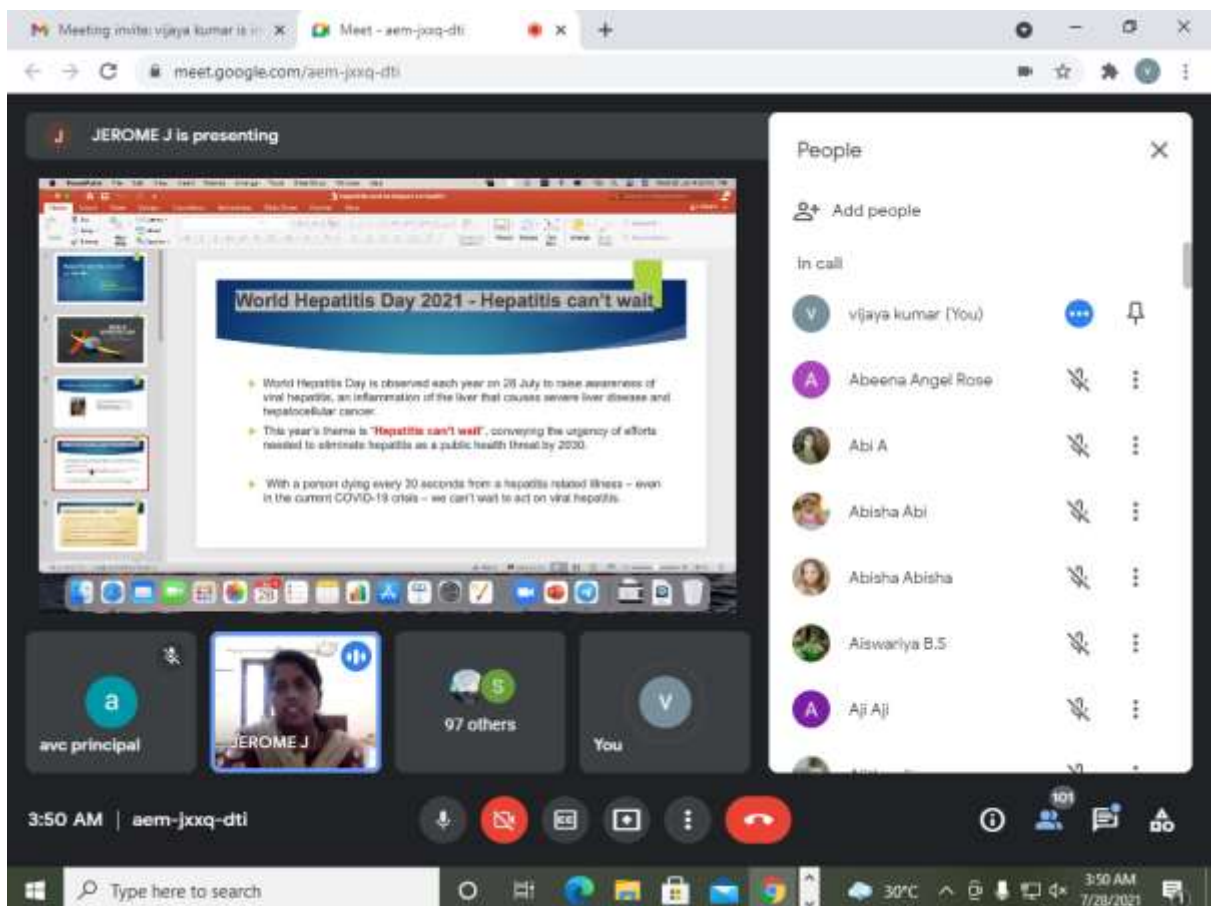 Meeting invite: vijaya kumar is in
Meet - aem-jxxq-dti
meet.google.com/aem-jxxq-dti
V
J
JEROME J is presenting
World Hepatitis Day 2021 - Hepatitis can't wait
World Hepatitis Day is observed each year on 28 July to raise awareness of
viral hepatitis, an inflammation of the liver that causes severe liver disease and
hepatocellular cancer.
This year's theme is "Hepatitis can't wait", conveying the urgency of efforts
needed to eliminate hepatitis as a public health threat by 2030.
With a person dying every 30 seconds from a hepatitis related illness – even
in the current COVID-19 crisis – we can't wait to act on viral hepatitis.
a
avc principal
JEROME J
S
97 others
V
You
People
Add people
In call
V
vijaya kumar (You)
A
Abeena Angel Rose
Abi A
Abisha Abi
Abisha Abisha
Aiswariya B.S
A
Aji Aji
3:50 AM | aem-jxxq-dti
CC
101
Type here to search
30°C
3:50 AM
7/28/2021